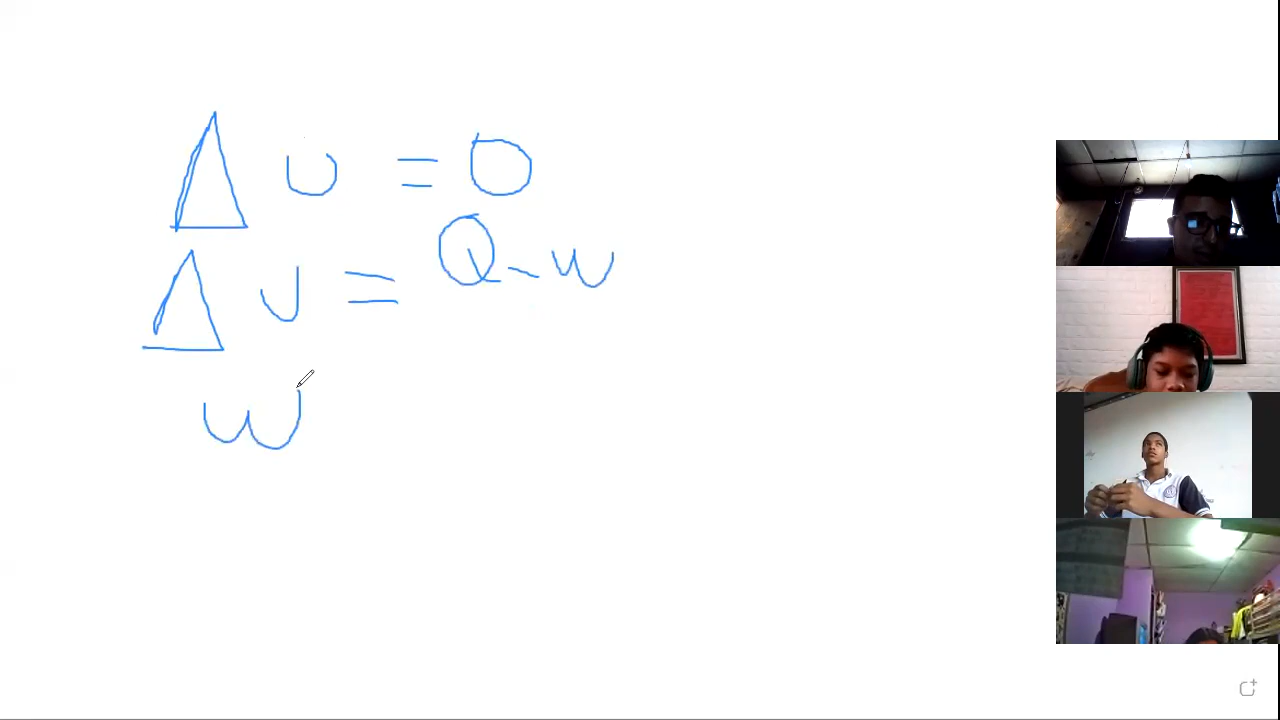 Δ U = 0
Δ U = Q - W
W